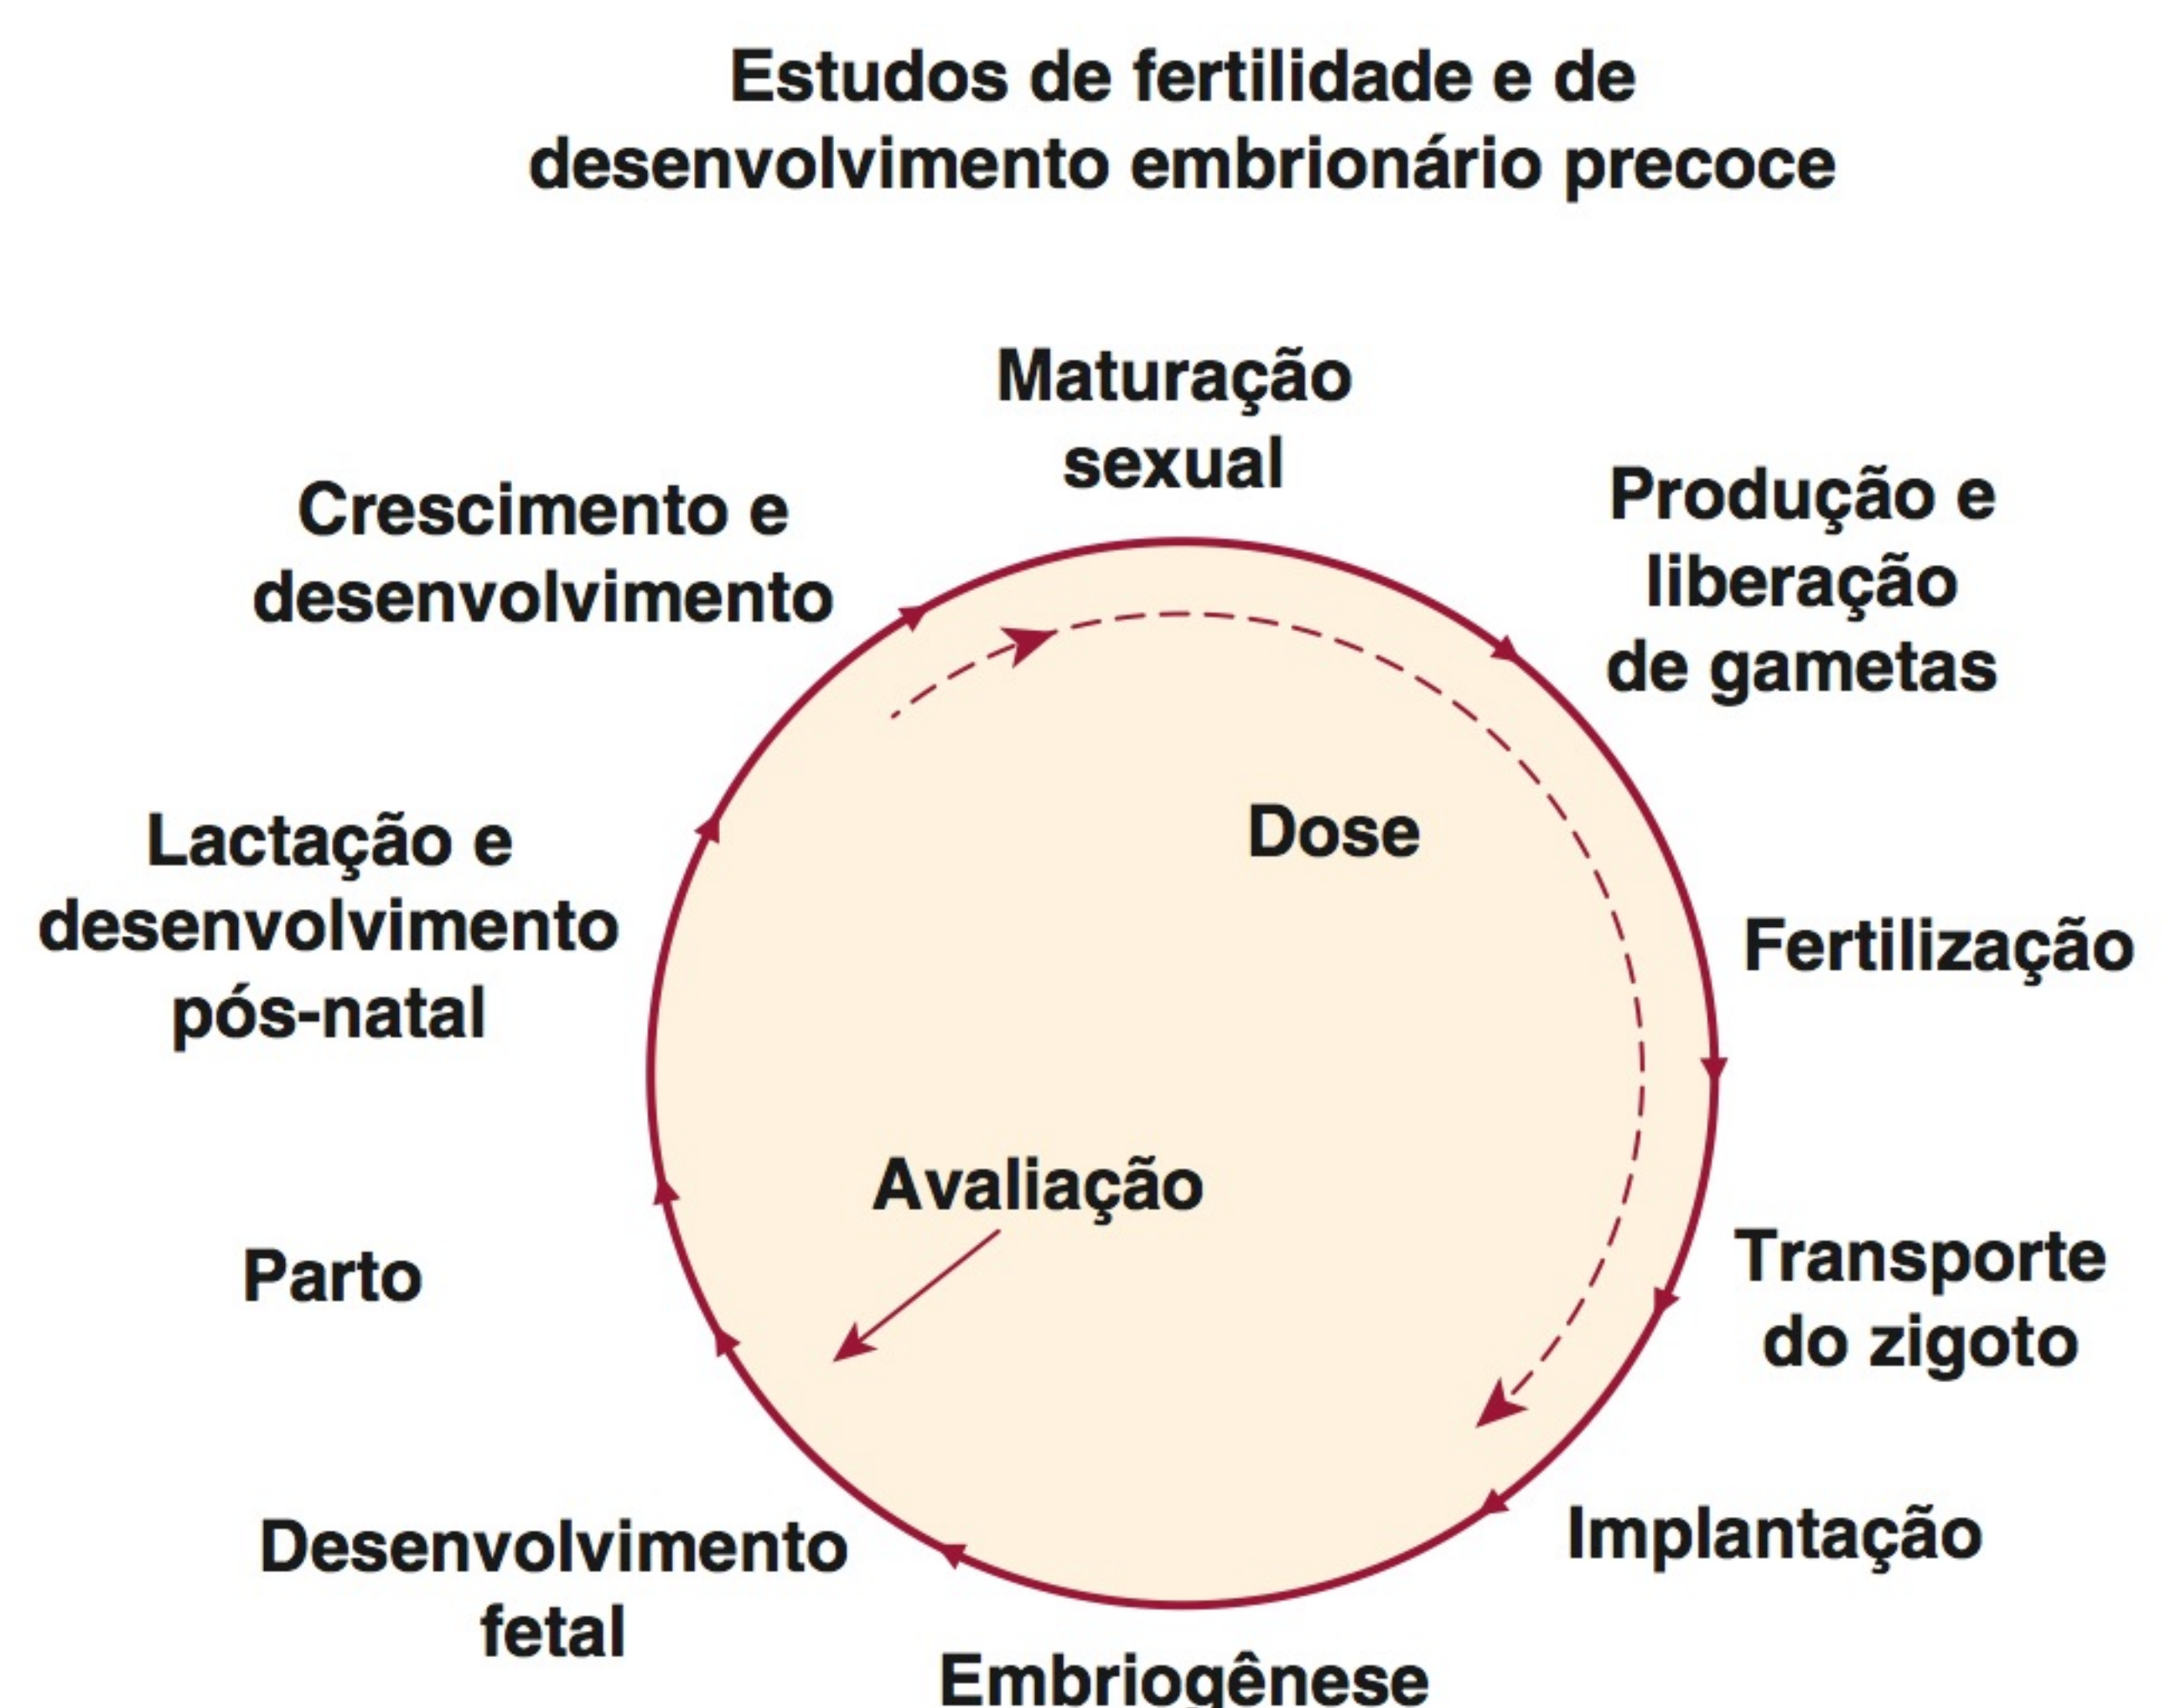 Estudos de fertilidade e de
desenvolvimento embrionário precoce
Maturação
sexual
Produção e
liberação
de gametas
Fertilização
Transporte
do zigoto
Implantação
Embriogênese
Desenvolvimento
fetal
Parto
Lactação e
desenvolvimento
pós-natal
Crescimento e
desenvolvimento
Dose
Avaliação